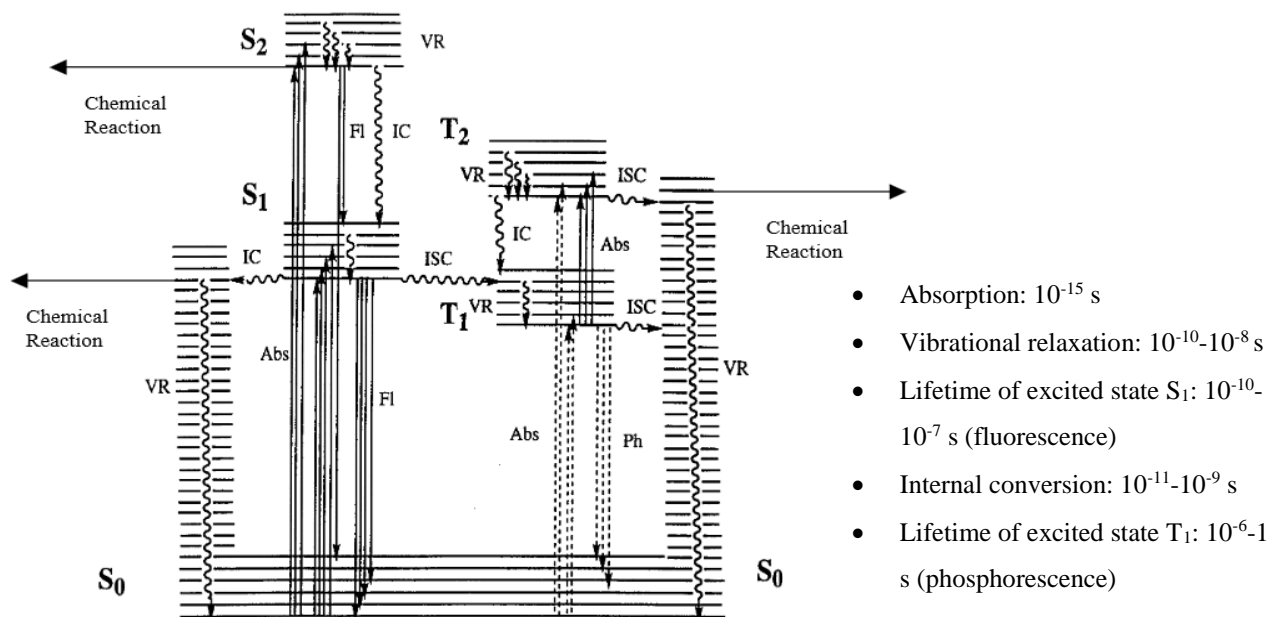 S₂
VR
Chemical
Reaction
Fl
IC
T₂
VR
ISC
S₁
IC
Abs
Chemical
Reaction
IC
ISC
VR
T₁
ISC
Chemical
Reaction
Abs
VR
Fl
Abs
Ph
VR
S₀
S₀
• Absorption: 10⁻¹⁵ s
• Vibrational relaxation: 10⁻¹⁰-10⁻⁸ s
• Lifetime of excited state S₁: 10⁻¹⁰-
10⁻⁷ s (fluorescence)
• Internal conversion: 10⁻¹¹-10⁻⁹ s
• Lifetime of excited state T₁: 10⁻⁶-1
s (phosphorescence)